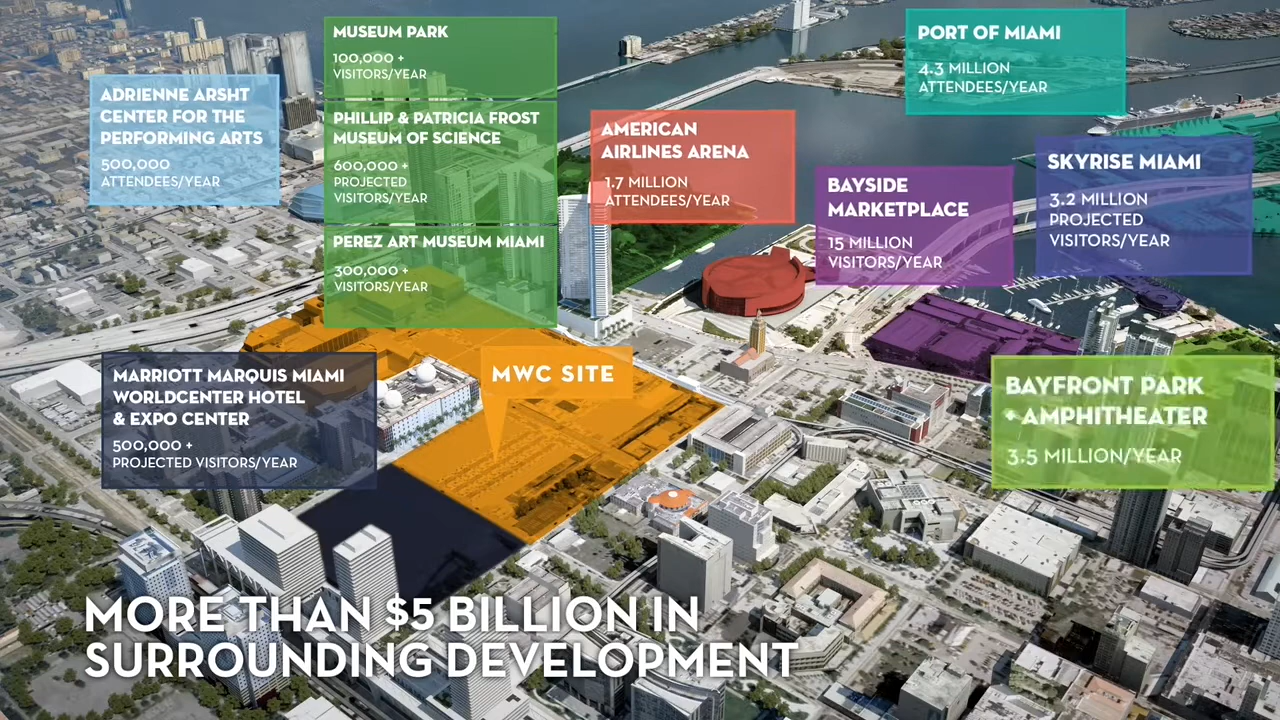 MUSEUM PARK
100,000 +
VISITORS/YEAR
PORT OF MIAMI
4.3 MILLION
ATTENDEES/YEAR
ADRIENNE ARSHT
CENTER FOR THE
PERFORMING ARTS
500,000
ATTENDEES/YEAR
PHILLIP & PATRICIA FROST
MUSEUM OF SCIENCE
600,000 +
PROJECTED
VISITORS/YEAR
AMERICAN
AIRLINES ARENA
1.7 MILLION
ATTENDEES/YEAR
BAYSIDE
MARKETPLACE
15 MILLION
VISITORS/YEAR
SKYRISE MIAMI
3.2 MILLION
PROJECTED
VISITORS/YEAR
PEREZ ART MUSEUM MIAMI
300,000 +
VISITORS/YEAR
MARRIOTT MARQUIS MIAMI
WORLDCENTER HOTEL
& EXPO CENTER
500,000 +
PROJECTED VISITORS/YEAR
MWC SITE
BAYFRONT PARK
+ AMPHITHEATER
3.5 MILLION/YEAR
MORE THAN $5 BILLION IN
SURROUNDING DEVELOPMENT